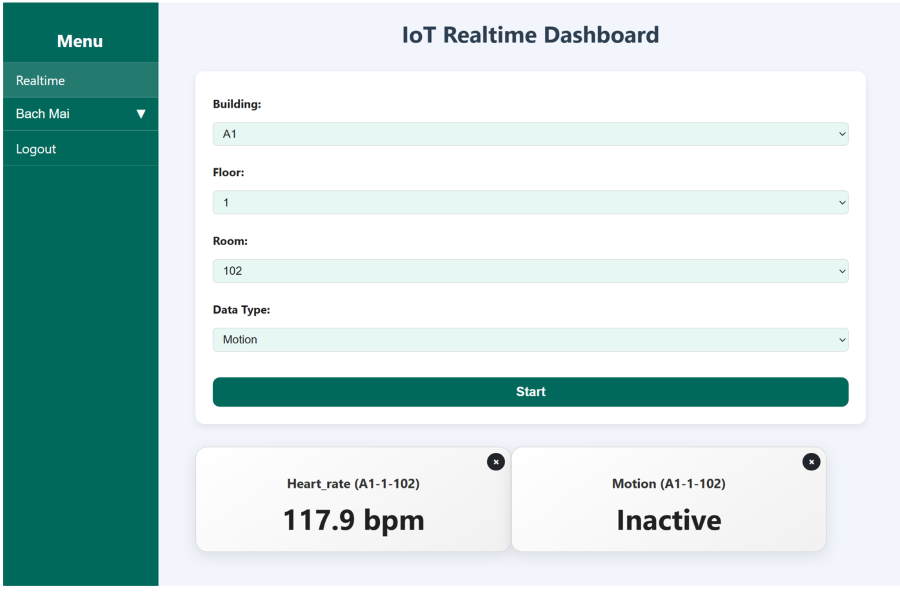 Menu
Realtime
Bach Mai ▼
Logout
IoT Realtime Dashboard
Building:
A1
Floor:
1
Room:
102
Data Type:
Motion
Start
×
Heart_rate (A1-1-102)
117.9 bpm
×
Motion (A1-1-102)
Inactive